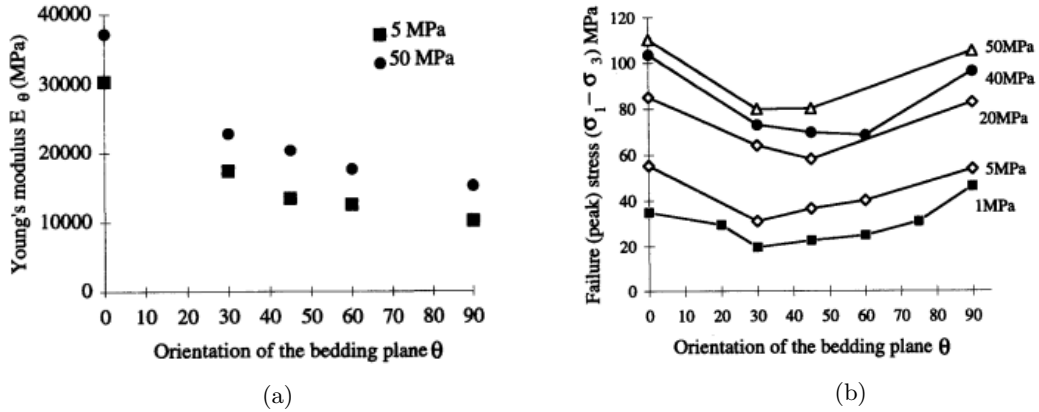 Young's modulus E θ (MPa)
40000
30000
20000
10000
0
5 MPa
50 MPa
0 10 20 30 40 50 60 70 80 90
Orientation of the bedding plane θ
(a)
Failure (peak) stress (σ1 − σ3) MPa
120
100
80
60
40
20
0
50MPa
40MPa
20MPa
5MPa
1MPa
0 10 20 30 40 50 60 70 80 90
Orientation of the bedding plane θ
(b)